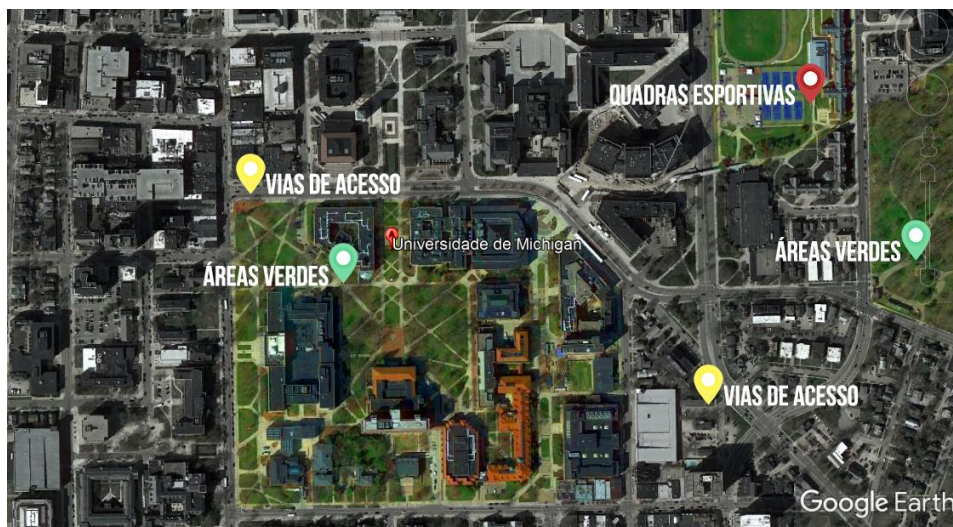 QUADRAS ESPORTIVAS
VIAS DE ACESSO
Universidade de Michigan
ÁREAS VERDES
ÁREAS VERDES
VIAS DE ACESSO
Google Earth